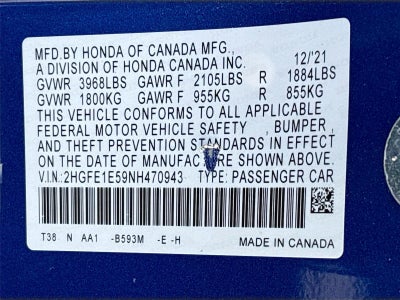 MFD.BY HONDA OF CANADA MFG.,
A DIVISION OF HONDA CANADA INC. 12/'21
GVWR 3968LBS GAWR F 2105LBS R 1884LBS
GVWR 1800KG GAWR F 955KG R 855KG
THIS VEHICLE CONFORMS TO ALL APPLICABLE
FEDERAL MOTOR VEHICLE SAFETY , BUMPER ,
AND THEFT PREVENTION STANDARDS IN EFFECT
ON DATE OF MANUFACTURE SHOWN ABOVE.
V.I.N:2HGFE1E59NH470943 TYPE: PASSENGER CAR
T38 N AA1 -B593M -E -H MADE IN CANADA